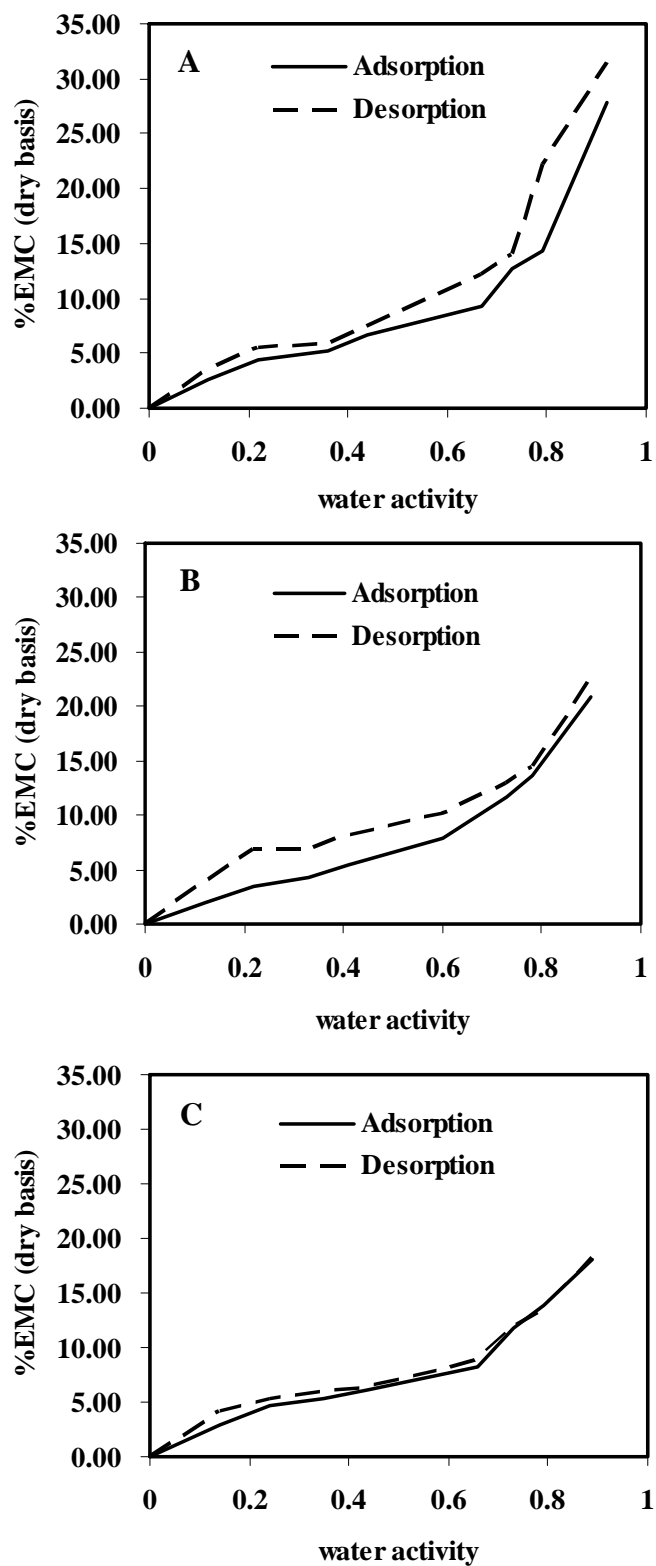 35.00
A
Adsorption
30.00
Desorption
25.00
20.00
15.00
10.00
5.00
0.00
%EMC (dry basis)
0 0.2 0.4 0.6 0.8 1
water activity
35.00
B
Adsorption
30.00
Desorption
25.00
20.00
15.00
10.00
5.00
0.00
%EMC (dry basis)
0 0.2 0.4 0.6 0.8 1
water activity
35.00
C
Adsorption
30.00
Desorption
25.00
20.00
15.00
10.00
5.00
0.00
%EMC (dry basis)
0 0.2 0.4 0.6 0.8 1
water activity